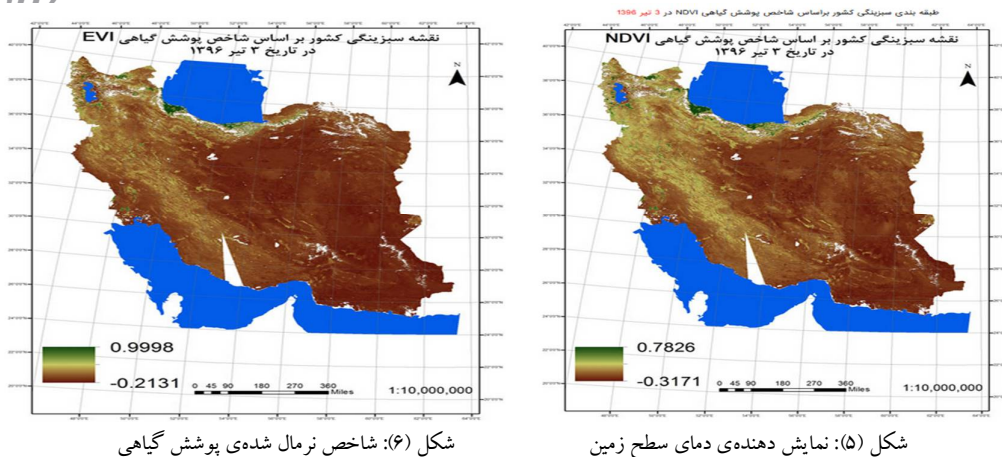 طبقه بندی سبزینگی کشور براساس شاخص پوشش گیاهی NDVI در 3 تیر 1396
نقشه سبزینگی کشور بر اساس شاخص پوشش گیاهی NDVI
در تاریخ ۳ تیر ۱۳۹۶
N
0.7826
-0.3171
0 45 90 180 270 360
Miles
1:10,000,000
شکل (۵): نمایش دهنده‌ی دمای سطح زمین
نقشه سبزینگی کشور بر اساس شاخص پوشش گیاهی EVI
در تاریخ ۳ تیر ۱۳۹۶
N
0.9998
-0.2131
0 45 90 180 270 360
Miles
1:10,000,000
شکل (۶): شاخص نرمال شده‌ی پوشش گیاهی